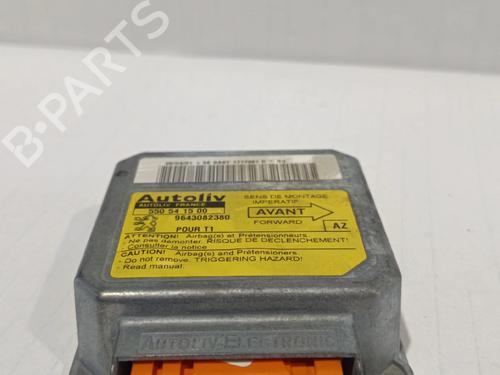 B-PARTS
Autoliv
AUTOLIV FRANCE
550 54 15 00
9643082380
POUR T1
SENS DE MONTAGE
IMPERATIF
AVANT
FORWARD
AZ
ATTENTION! Airbag(s) et Prétensionneurs
- Ne pas démonter. RISQUE DE DECLENCHEMENT!
- Consulter la notice
CAUTION! Airbag(s) and Pretensioners.
- Do not remove. TRIGGERING HAZARD!
- Read manual.
AUTOLIV-ELECTRONIC